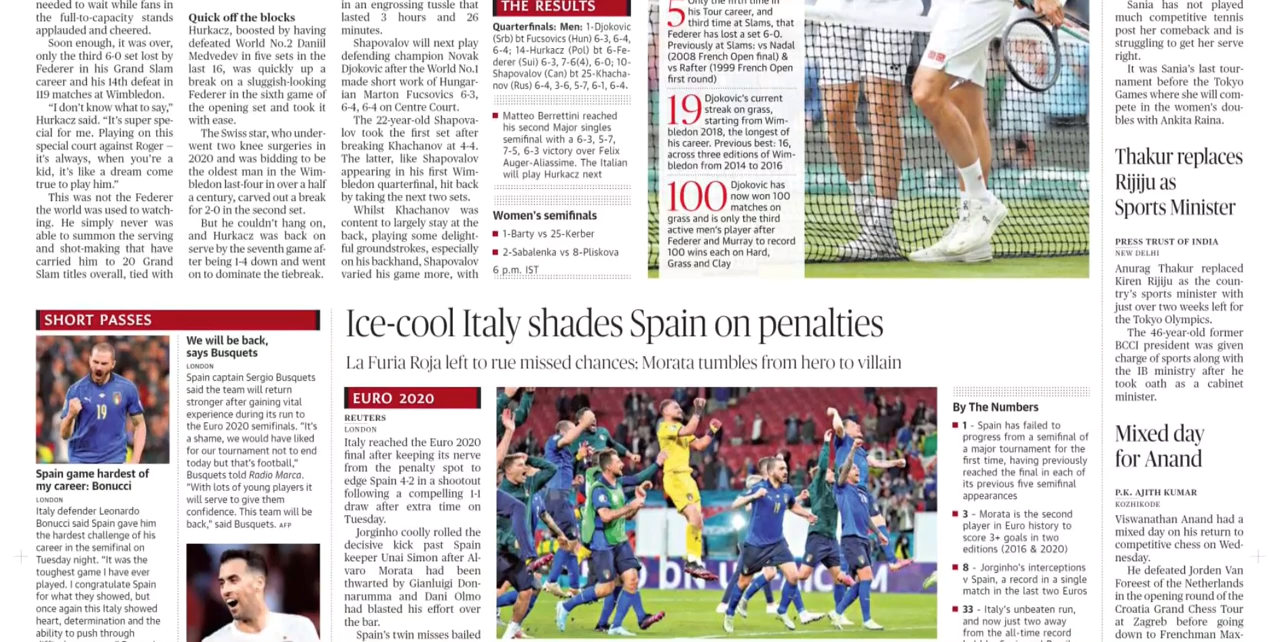 needed to wait while fans in
the full-to-capacity stands
applauded and cheered.
Soon enough, it was over,
only the third 6-0 set lost by
Federer in his Grand Slam
career and his 14th defeat in
119 matches at Wimbledon.
“I don’t know what to say,”
Hurkacz said. “It’s super spe-
cial for me. Playing on this
special court against Roger –
it’s always, when you’re a
kid, it’s like a dream come
true to play him.”
This was not the Federer
the world was used to watch-
ing. He simply never was
able to summon the serving
and shot-making that have
carried him to 20 Grand
Slam titles overall, tied with
Quick off the blocks
Hurkacz, boosted by having
defeated World No.2 Daniil
Medvedev in five sets in the
last 16, was quickly up a
break on a sluggish-looking
Federer in the sixth game of
the opening set and took it
with ease.
The Swiss star, who under-
went two knee surgeries in
2020 and was bidding to be
the oldest man in the Wim-
bledon last-four in over a half
a century, carved out a break
for 2-0 in the second set.
But he couldn’t hang on,
and Hurkacz was back on
serve by the seventh game af-
ter being 1-4 down and went
on to dominate the tiebreak.
in an engrossing tussle that
lasted 3 hours and 26
minutes.
Shapovalov will next play
defending champion Novak
Djokovic after the World No.1
made short work of Hungar-
ian Marton Fucsovics 6-3,
6-4, 6-4 on Centre Court.
The 22-year-old Shapova-
lov took the first set after
breaking Khachanov at 4-4.
The latter, like Shapovalov
appearing in his first Wim-
bledon quarterfinal, hit back
by taking the next two sets.
Whilst Khachanov was
content to largely stay at the
back, playing some delight-
ful groundstrokes, especially
on his backhand, Shapovalov
varied his game more, with
THE RESULTS
Quarterfinals: Men: 1-Djokovic
(Srb) bt Fucsovics (Hun) 6-3, 6-4,
6-4; 14-Hurkacz (Pol) bt 6-Fe-
derer (Sui) 6-3, 7-6(4), 6-0; 10-
Shapovalov (Can) bt 25-Khacha-
nov (Rus) 6-4, 3-6, 5-7, 6-1, 6-4.
Matteo Berrettini reached
his second Major singles
semifinal with a 6-3, 5-7,
7-5, 6-3 victory over Felix
Auger-Aliassime. The Italian
will play Hurkacz next
Women’s semifinals
1-Barty vs 25-Kerber
2-Sabalenka vs 8-Pliskova
6 p.m. IST
5 Only the fifth time in
his Tour career, and
third time at Slams, that
Federer has lost a set 6-0.
Previously at Slams: vs Nadal
(2008 French Open final) &
vs Rafter (1999 French Open
first round)
19 Djokovic’s current
streak on grass,
starting from Wim-
bledon 2018, the longest of
his career. Previous best: 16,
across three editions of Wim-
bledon from 2014 to 2016
100 Djokovic has
now won 100
matches on
grass and is only the third
active men’s player after
Federer and Murray to record
100 wins each on Hard,
Grass and Clay
Sania has not played
much competitive tennis
post her comeback and is
struggling to get her serve
right.
It was Sania’s last tour-
nament before the Tokyo
Games where she will com-
pete in the women’s dou-
bles with Ankita Raina.
Thakur replaces
Rijiju as
Sports Minister
PRESS TRUST OF INDIA
NEW DELHI
Anurag Thakur replaced
Kiren Rijiju as the coun-
try’s sports minister with
just over two weeks left for
the Tokyo Olympics.
The 46-year-old former
BCCI president was given
charge of sports along with
the IB ministry after he
took oath as a cabinet
minister.
Mixed day
for Anand
P.K. AJITH KUMAR
KOZHIKODE
Viswanathan Anand had a
mixed day on his return to
competitive chess on Wed-
nesday.
He defeated Jorden Van
Foreest of the Netherlands
in the opening round of the
Croatia Grand Chess Tour
at Zagreb before going
down to Frenchman Max-
SHORT PASSES
Spain game hardest of
my career: Bonucci
LONDON
Italy defender Leonardo
Bonucci said Spain gave him
the hardest challenge of his
career in the semifinal on
Tuesday night. “It was the
toughest game I have ever
played. I congratulate Spain
for what they showed, but
once again this Italy showed
heart, determination and the
ability to push through
We will be back,
says Busquets
LONDON
Spain captain Sergio Busquets
said the team will return
stronger after gaining vital
experience during its run to
the Euro 2020 semifinals. “It’s
a shame, we would have liked
for our tournament not to end
today but that’s football,”
Busquets told Radio Marca.
“With lots of young players it
will serve to give them
confidence. This team will be
back,” said Busquets. AFP
Ice-cool Italy shades Spain on penalties
La Furia Roja left to rue missed chances; Morata tumbles from hero to villain
EURO 2020
REUTERS
LONDON
Italy reached the Euro 2020
final after keeping its nerve
from the penalty spot to
edge Spain 4-2 in a shootout
following a compelling 1-1
draw after extra time on
Tuesday.
Jorginho coolly rolled the
decisive kick past Spain
keeper Unai Simon after Al-
varo Morata had been
thwarted by Gianluigi Don-
narumma and Dani Olmo
had blasted his effort over
the bar.
Spain’s twin misses bailed
19
By The Numbers
1 - Spain has failed to
progress from a semifinal of
a major tournament for the
first time, having previously
reached the final in each of
its previous five semifinal
appearances
3 - Morata is the second
player in Euro history to
score 3+ goals in two
editions (2016 & 2020)
8 - Jorginho’s interceptions
v Spain, a record in a single
match in the last two Euros
33 - Italy’s unbeaten run,
and now just two away
from the all-time record